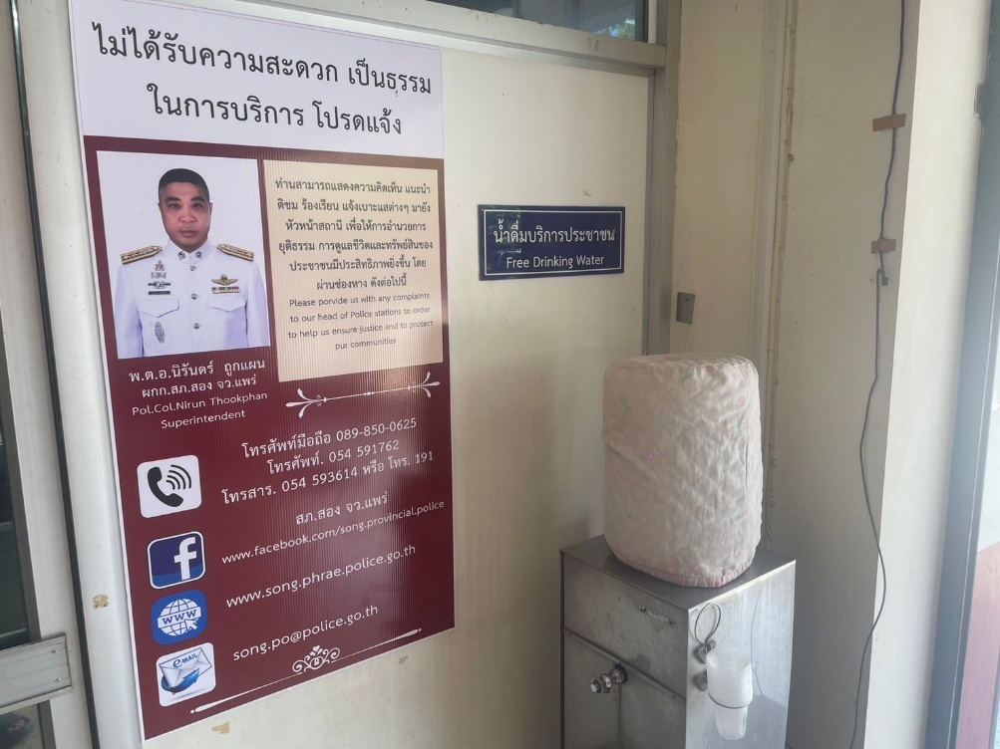 ไม่ได้รับความสะดวก เป็นธรรม
ในการบริการ โปรดแจ้ง
ท่านสามารถแสดงความคิดเห็น แนะนำ
ติชม ร้องเรียน แจ้งเบาะแสต่างๆ มายัง
หัวหน้าสถานี เพื่อให้การอำนวยการ
ยุติธรรม การดูแลชีวิตและทรัพย์สินของ
ประชาชนมีประสิทธิภาพยิ่งขึ้น โดย
ผ่านช่องทาง ดังต่อไปนี้
Please porvide us with any complaints
to our head of Police stations to order
to help us ensure justice and to protect
pur communities
พ.ต.อ.นิรันดร์ ถูกแผน
ผกก.สภ.สอง จว.แพร่
Pol.Col.Nirun Thookphan
Superintendent
โทรศัพท์มือถือ 089-850-0625
โทรศัพท์. 054 591762
โทรสาร. 054 593614 หรือ โทร. 191
สภ.สอง จว.แพร่
www.facebook.com/song.provincial.police
www.song.phrae.police.go.th
song.po@police.go.th
WWW
e-MAIL
น้ำดื่มบริการประชาชน
Free Drinking Water